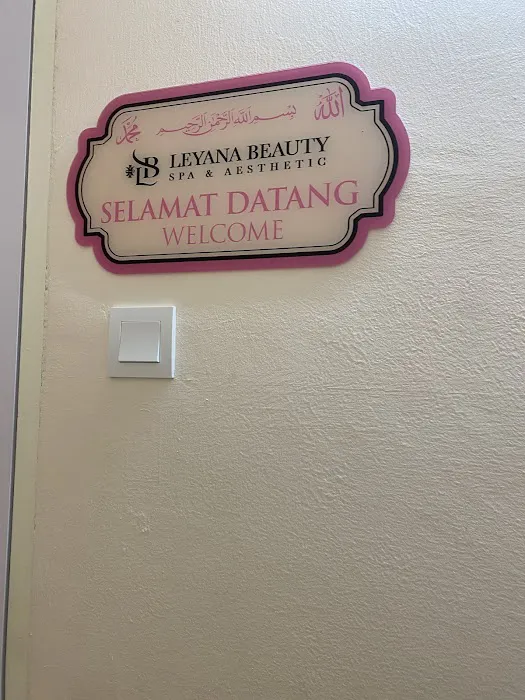 محمد بسم الله الرحمن الرحيم الله
LB LEYANA BEAUTY
SPA & AESTHETIC
SELAMAT DATANG
WELCOME